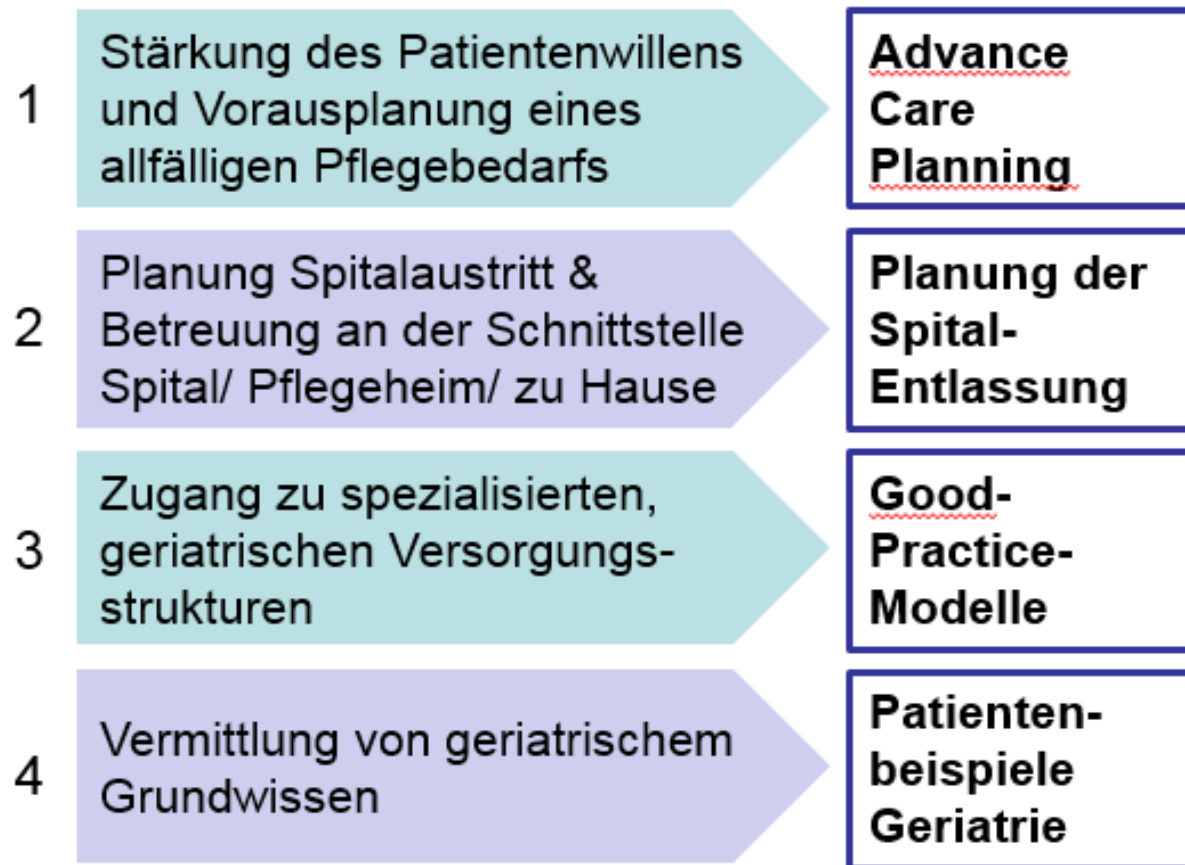 1
Stärkung des Patientenwillens
und Vorausplanung eines
allfälligen Pflegebedarfs
Advance
Care
Planning
2
Planung Spitalaustritt &
Betreuung an der Schnittstelle
Spital/ Pflegeheim/ zu Hause
Planung der
Spital-
Entlassung
3
Zugang zu spezialisierten,
geriatrischen Versorgungs-
strukturen
Good-
Practice-
Modelle
4
Vermittlung von geriatrischem
Grundwissen
Patienten-
beispiele
Geriatrie